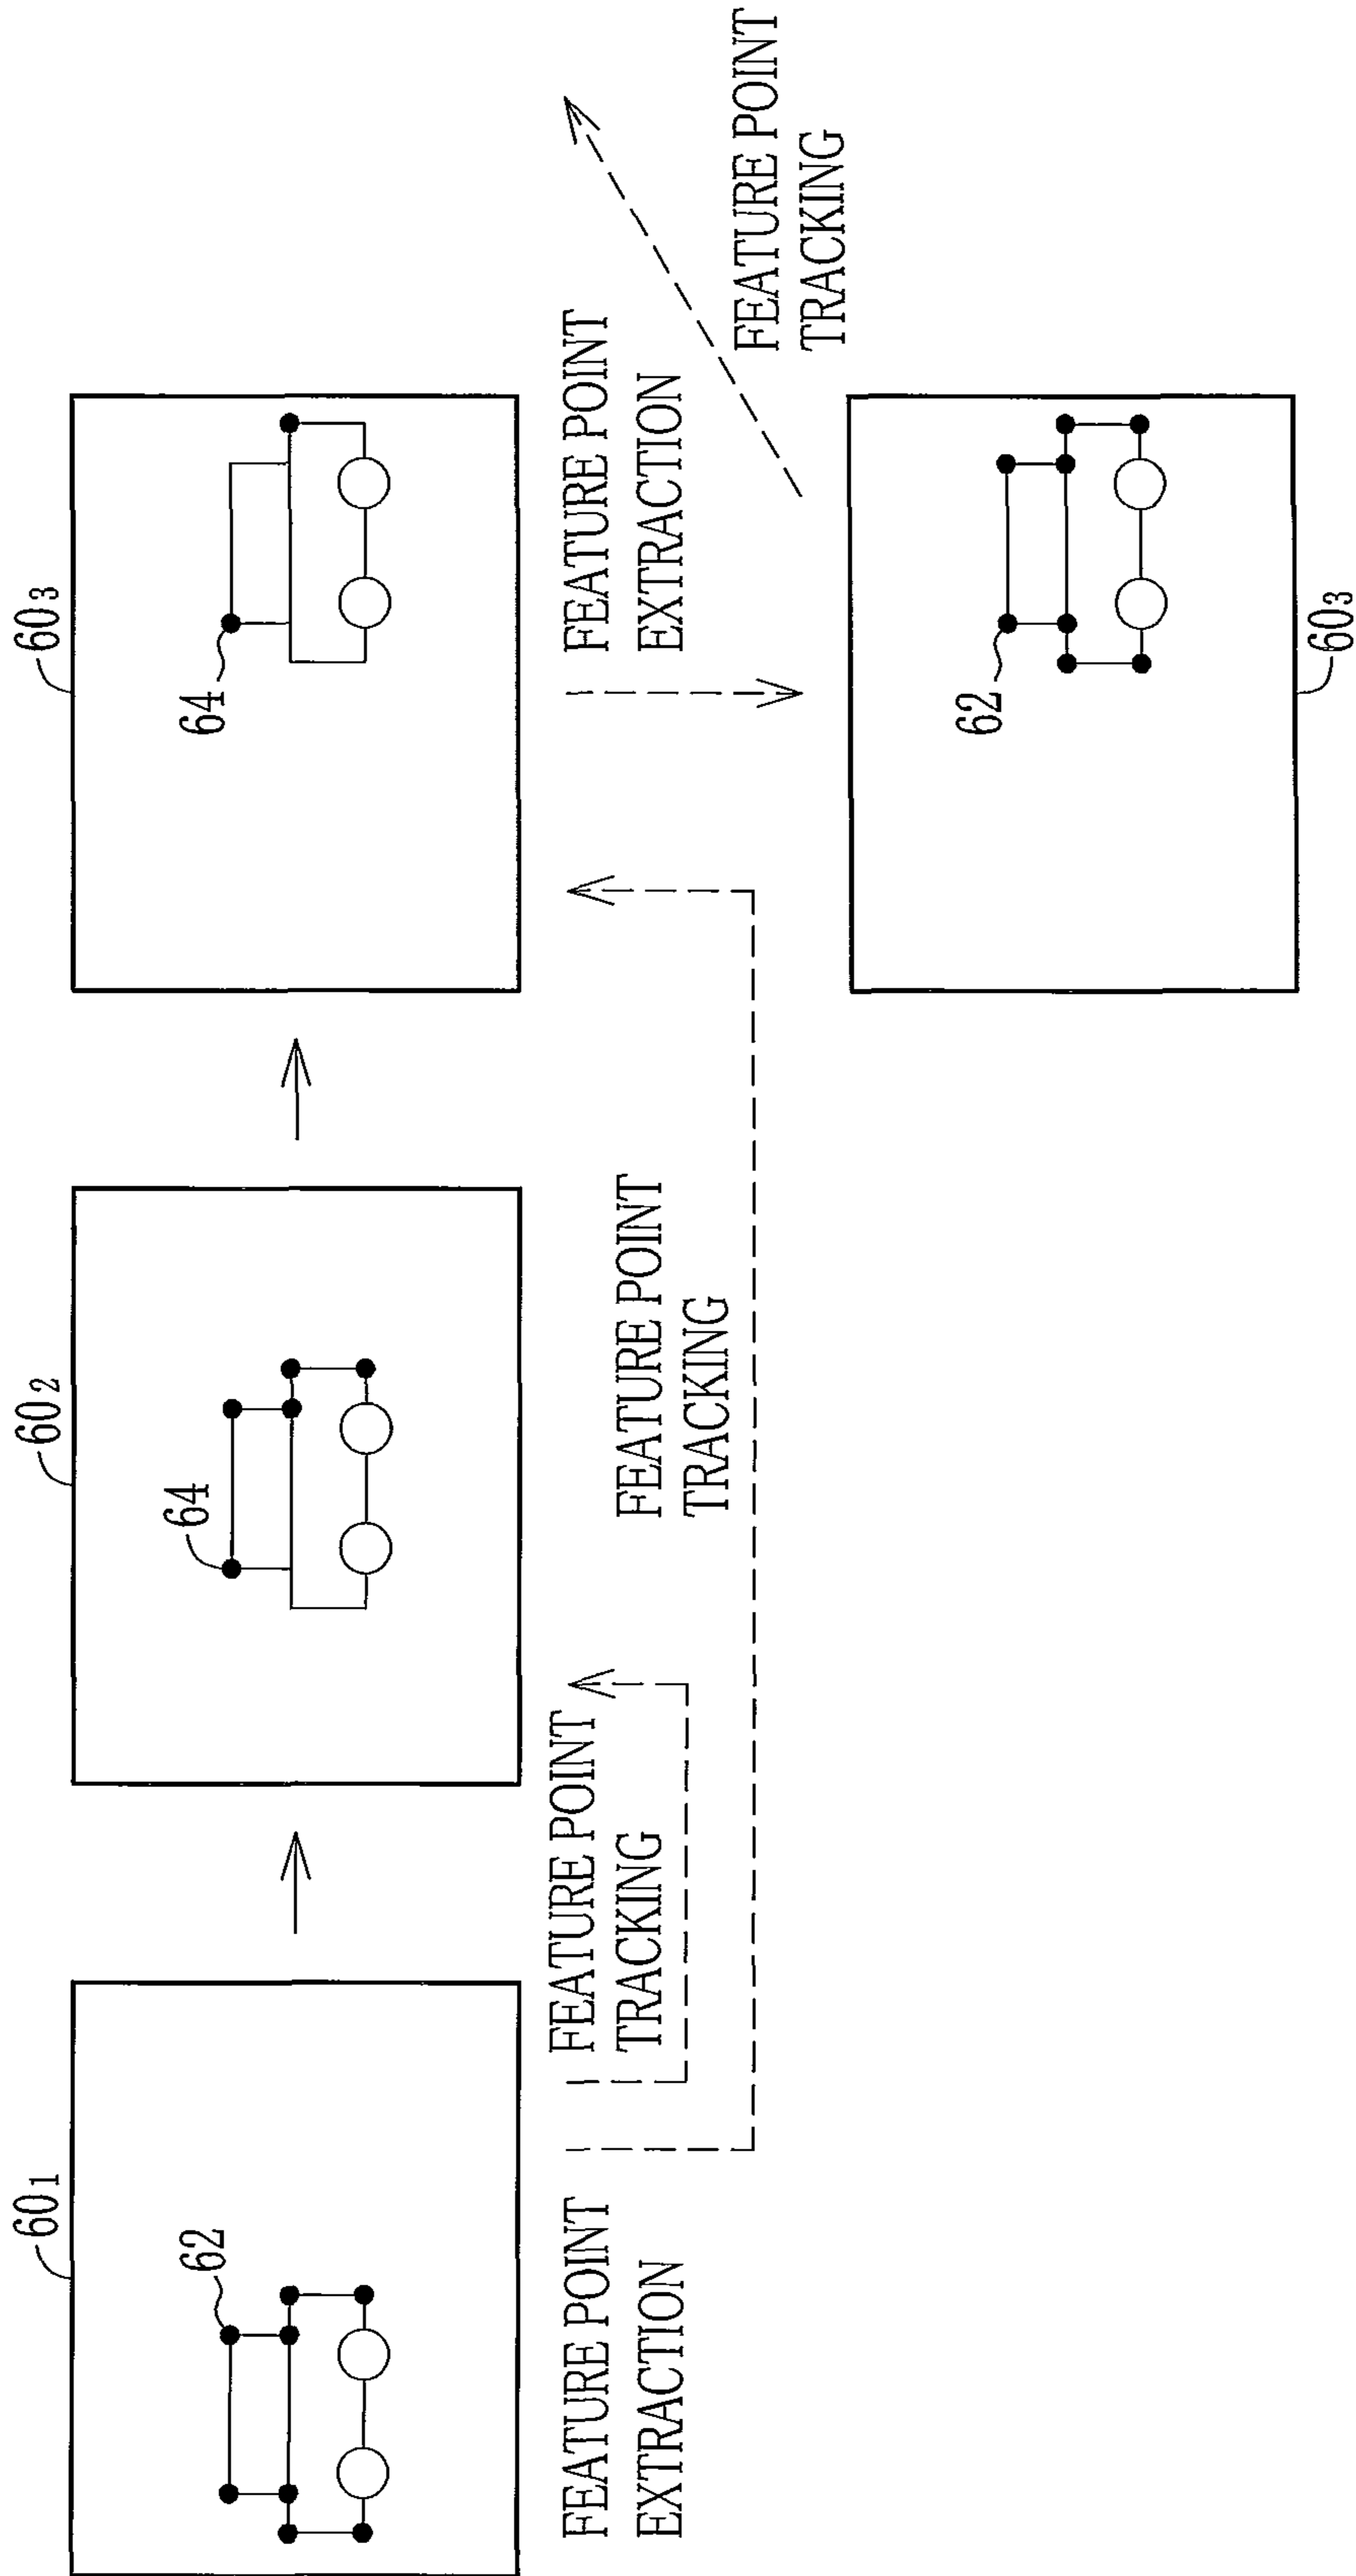 60₁
60₂
60₃
62
64
64
FEATURE POINT
EXTRACTION
FEATURE POINT
TRACKING
FEATURE POINT
TRACKING
FEATURE POINT
EXTRACTION
FEATURE POINT
TRACKING
62
60₃